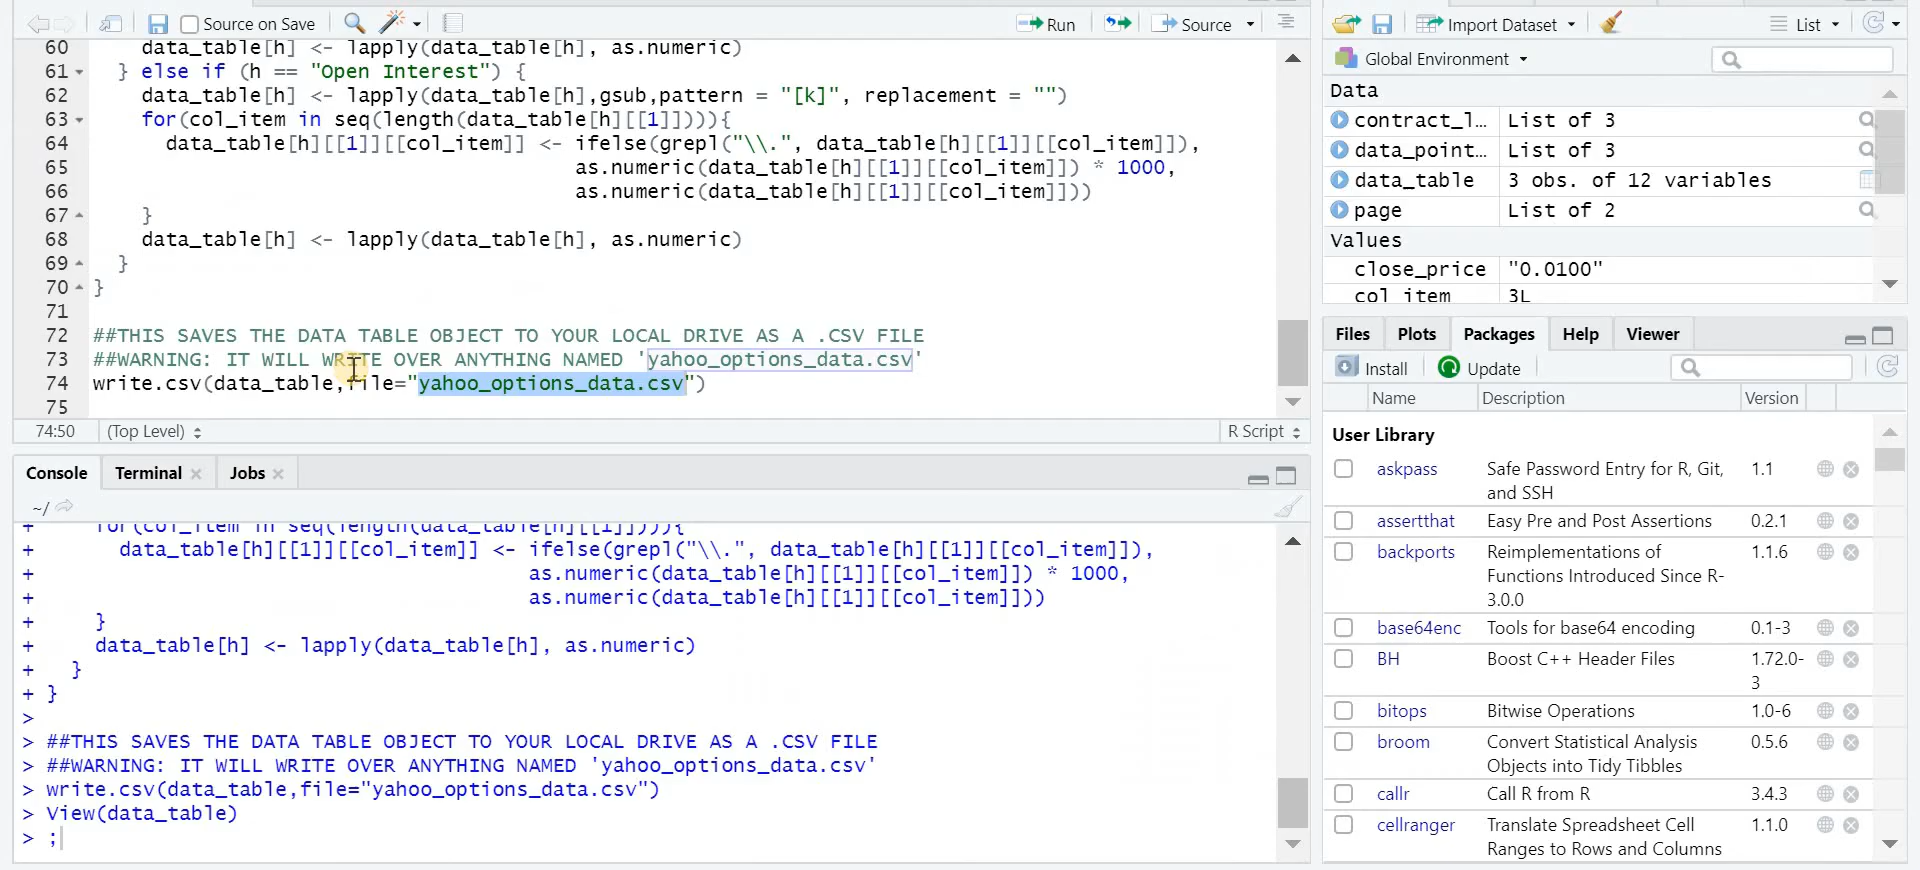 Source on Save
Run
Source
60 data_table[h] <- lapply(data_table[h], as.numeric)
61 } else if (h == "Open Interest") {
62 data_table[h] <- lapply(data_table[h],gsub,pattern = "[k]", replacement = "")
63 for(col_item in seq(length(data_table[h][[1]]))){
64 data_table[h][[1]][[col_item]] <- ifelse(grepl("\\.", data_table[h][[1]][[col_item]]),
65 as.numeric(data_table[h][[1]][[col_item]]) * 1000,
66 as.numeric(data_table[h][[1]][[col_item]]))
67 }
68 data_table[h] <- lapply(data_table[h], as.numeric)
69 }
70 }
71
72 ##THIS SAVES THE DATA TABLE OBJECT TO YOUR LOCAL DRIVE AS A .CSV FILE
73 ##WARNING: IT WILL WRITE OVER ANYTHING NAMED 'yahoo_options_data.csv'
74 write.csv(data_table,file="yahoo_options_data.csv")
75
74:50 (Top Level) R Script
Console Terminal Jobs
~/
+ for(col_item in seq(length(data_table[h][[1]]))){
+ data_table[h][[1]][[col_item]] <- ifelse(grepl("\\.", data_table[h][[1]][[col_item]]),
+ as.numeric(data_table[h][[1]][[col_item]]) * 1000,
+ as.numeric(data_table[h][[1]][[col_item]]))
+ }
+ data_table[h] <- lapply(data_table[h], as.numeric)
+ }
+ }
>
> ##THIS SAVES THE DATA TABLE OBJECT TO YOUR LOCAL DRIVE AS A .CSV FILE
> ##WARNING: IT WILL WRITE OVER ANYTHING NAMED 'yahoo_options_data.csv'
> write.csv(data_table,file="yahoo_options_data.csv")
> View(data_table)
> ;
Import Dataset List
Global Environment
Data
contract_l… List of 3
data_point… List of 3
data_table 3 obs. of 12 variables
page List of 2
Values
close_price "0.0100"
col_item 3L
Files Plots Packages Help Viewer
Install Update
Name Description Version
User Library
askpass Safe Password Entry for R, Git, 1.1
and SSH
assertthat Easy Pre and Post Assertions 0.2.1
backports Reimplementations of 1.1.6
Functions Introduced Since R-
3.0.0
base64enc Tools for base64 encoding 0.1-3
BH Boost C++ Header Files 1.72.0-
3
bitops Bitwise Operations 1.0-6
broom Convert Statistical Analysis 0.5.6
Objects into Tidy Tibbles
callr Call R from R 3.4.3
cellranger Translate Spreadsheet Cell 1.1.0
Ranges to Rows and Columns